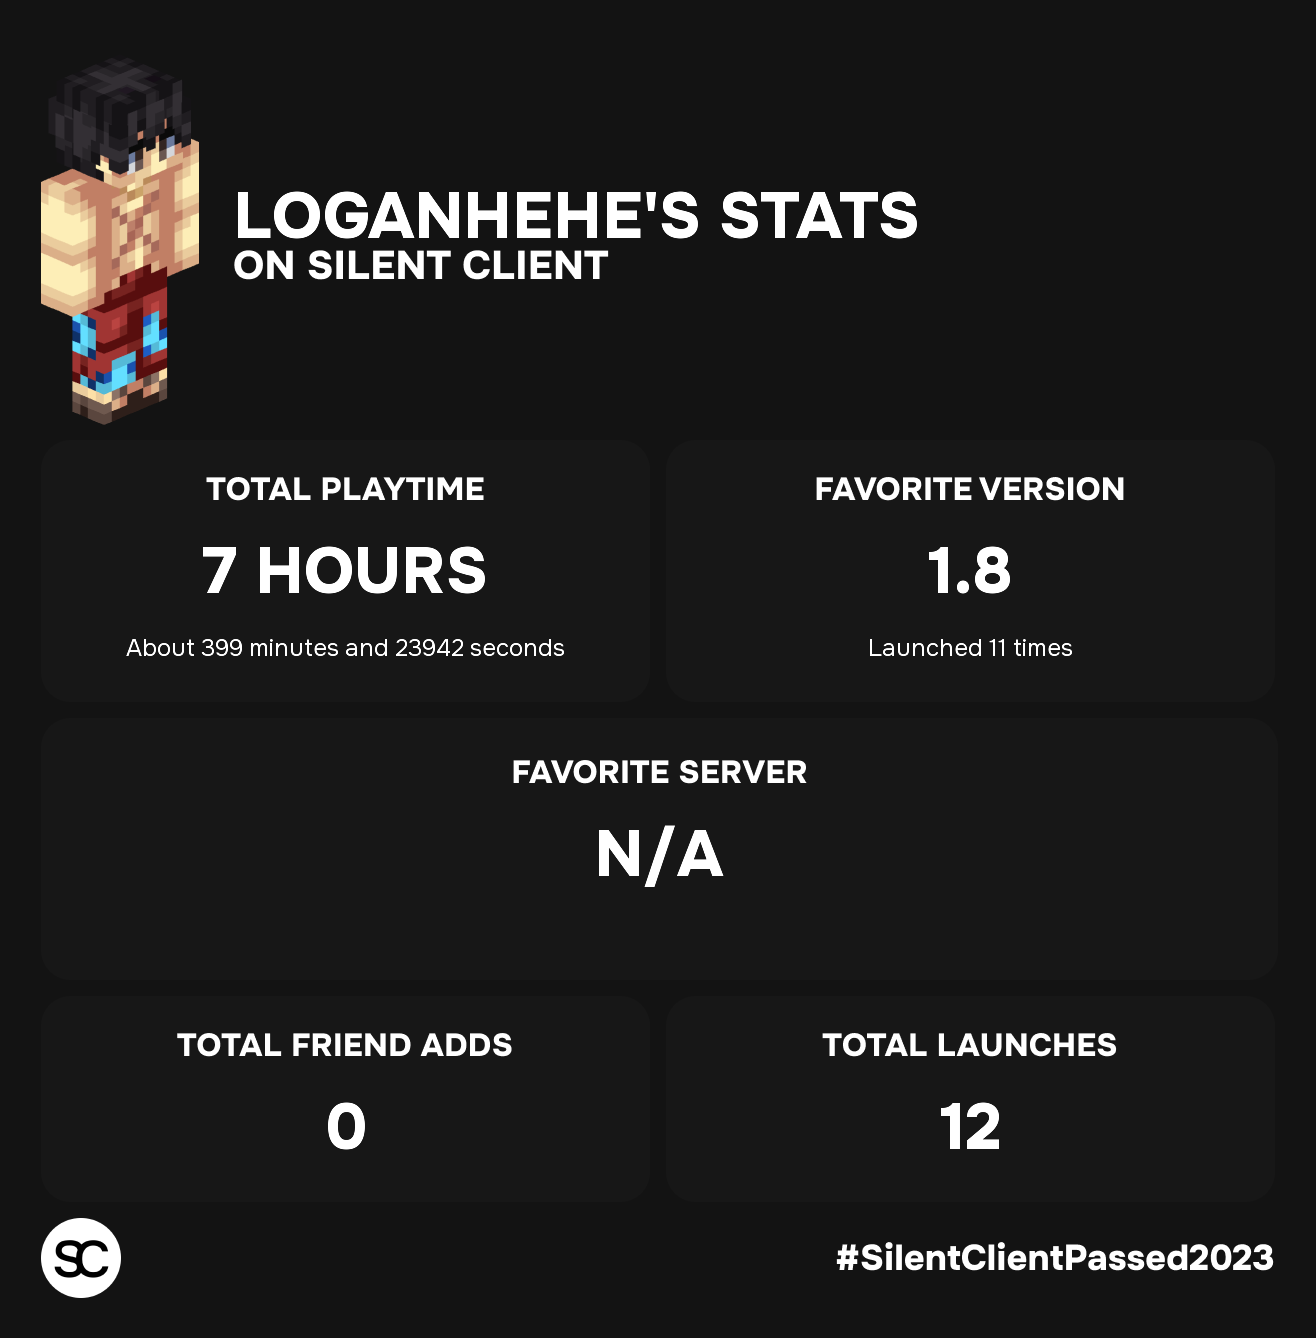 LOGANHEHE'S STATS
ON SILENT CLIENT
TOTAL PLAYTIME
7 HOURS
About 399 minutes and 23942 seconds
FAVORITE VERSION
1.8
Launched 11 times
FAVORITE SERVER
N/A
TOTAL FRIEND ADDS
0
TOTAL LAUNCHES
12
SC
#SilentClientPassed2023